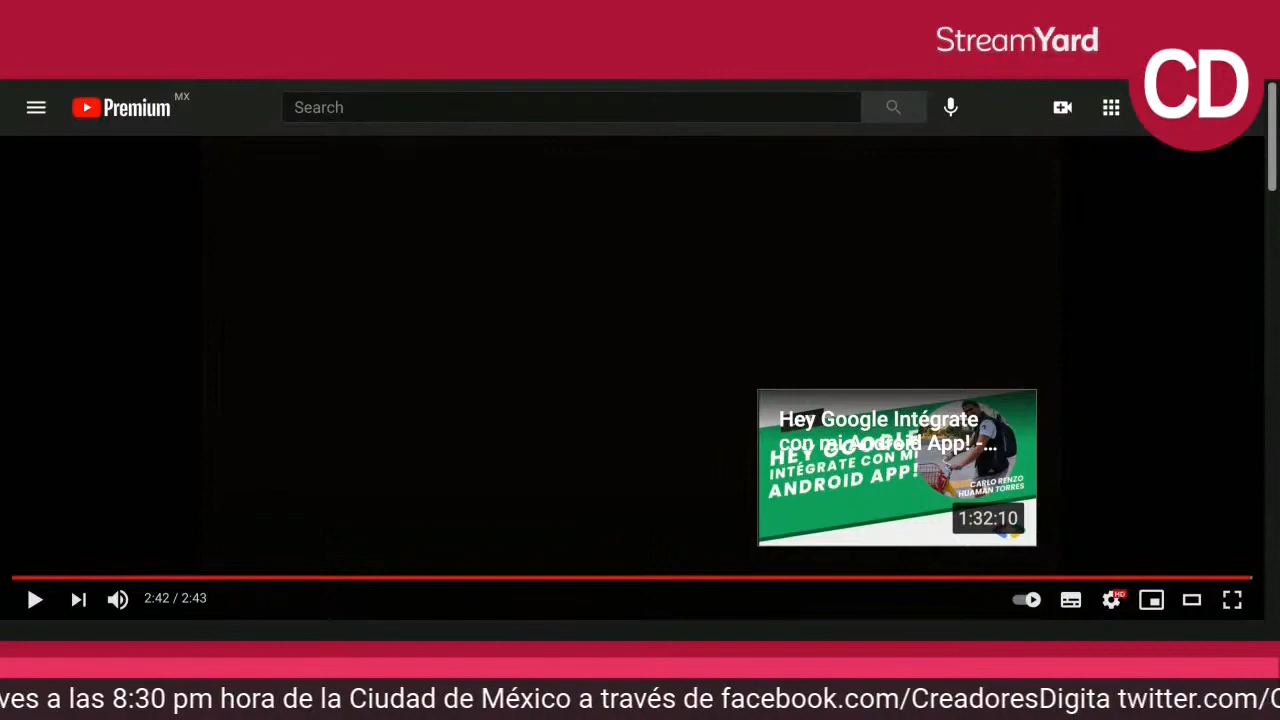 StreamYard
CD
Premium MX
Search
Hey Google Intégrate
con mi Android App! -...
HEY GOOGLE
INTÉGRATE CON MI
ANDROID APP!
CARLO RENZO
HUAMÁN TORRES
1:32:10
2:42 / 2:43
HD
ves a las 8:30 pm hora de la Ciudad de México a través de facebook.com/CreadoresDigita twitter.com/C